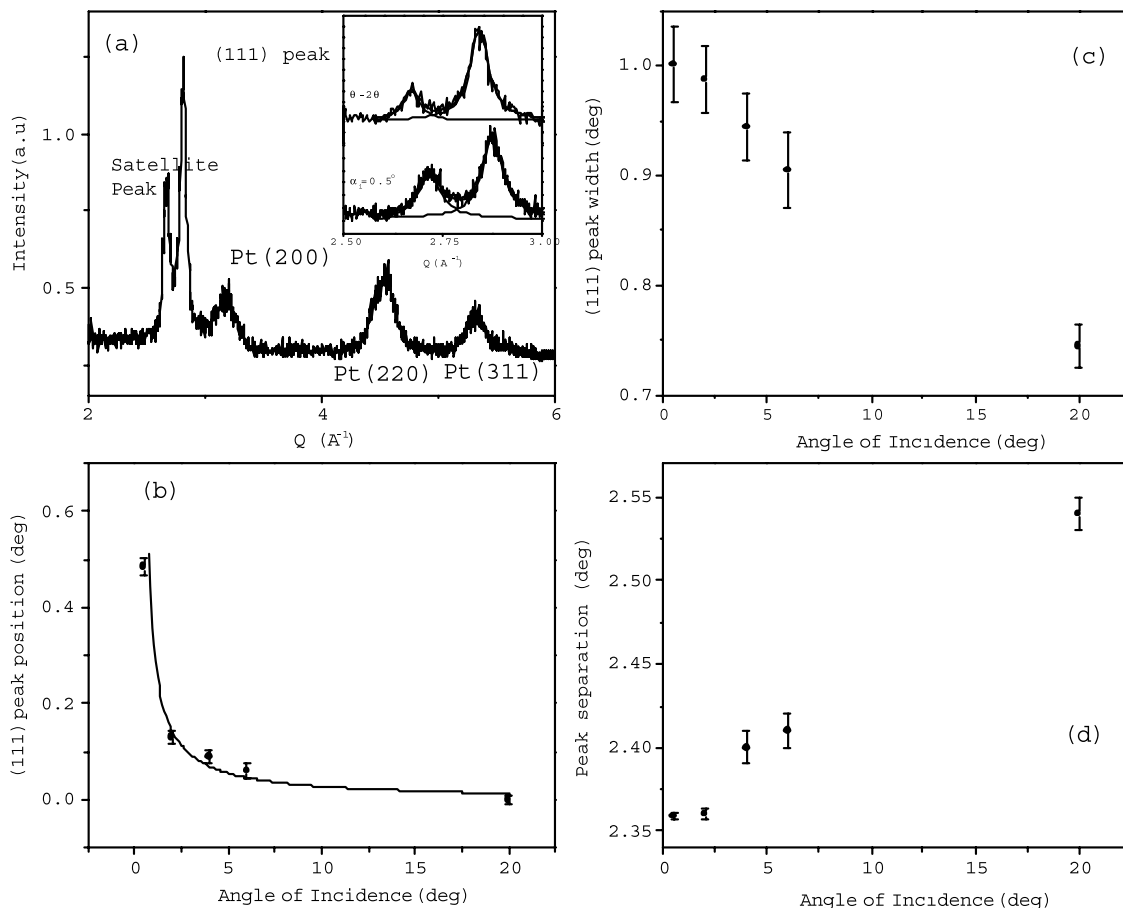 (a)
(111) peak
Intensity(a.u)
1.0
0.5
Satellite
Peak
Pt(200)
Pt(220) Pt(311)
2 4 6
Q (A⁻¹)
θ-2θ
αᵢ=0.5°
2.50 2.75 3.00
Q (A⁻¹)
(c)
(111) peak width(deg)
1.0
0.9
0.8
0.7
0 5 10 15 20
Angle of Incidence(deg)
(b)
(111) peak position(deg)
0.6
0.4
0.2
0.0
0 5 10 15 20
Angle of Incidence(deg)
(d)
Peak separation (deg)
2.55
2.50
2.45
2.40
2.35
0 5 10 15 20
Angle of Incidence(deg)